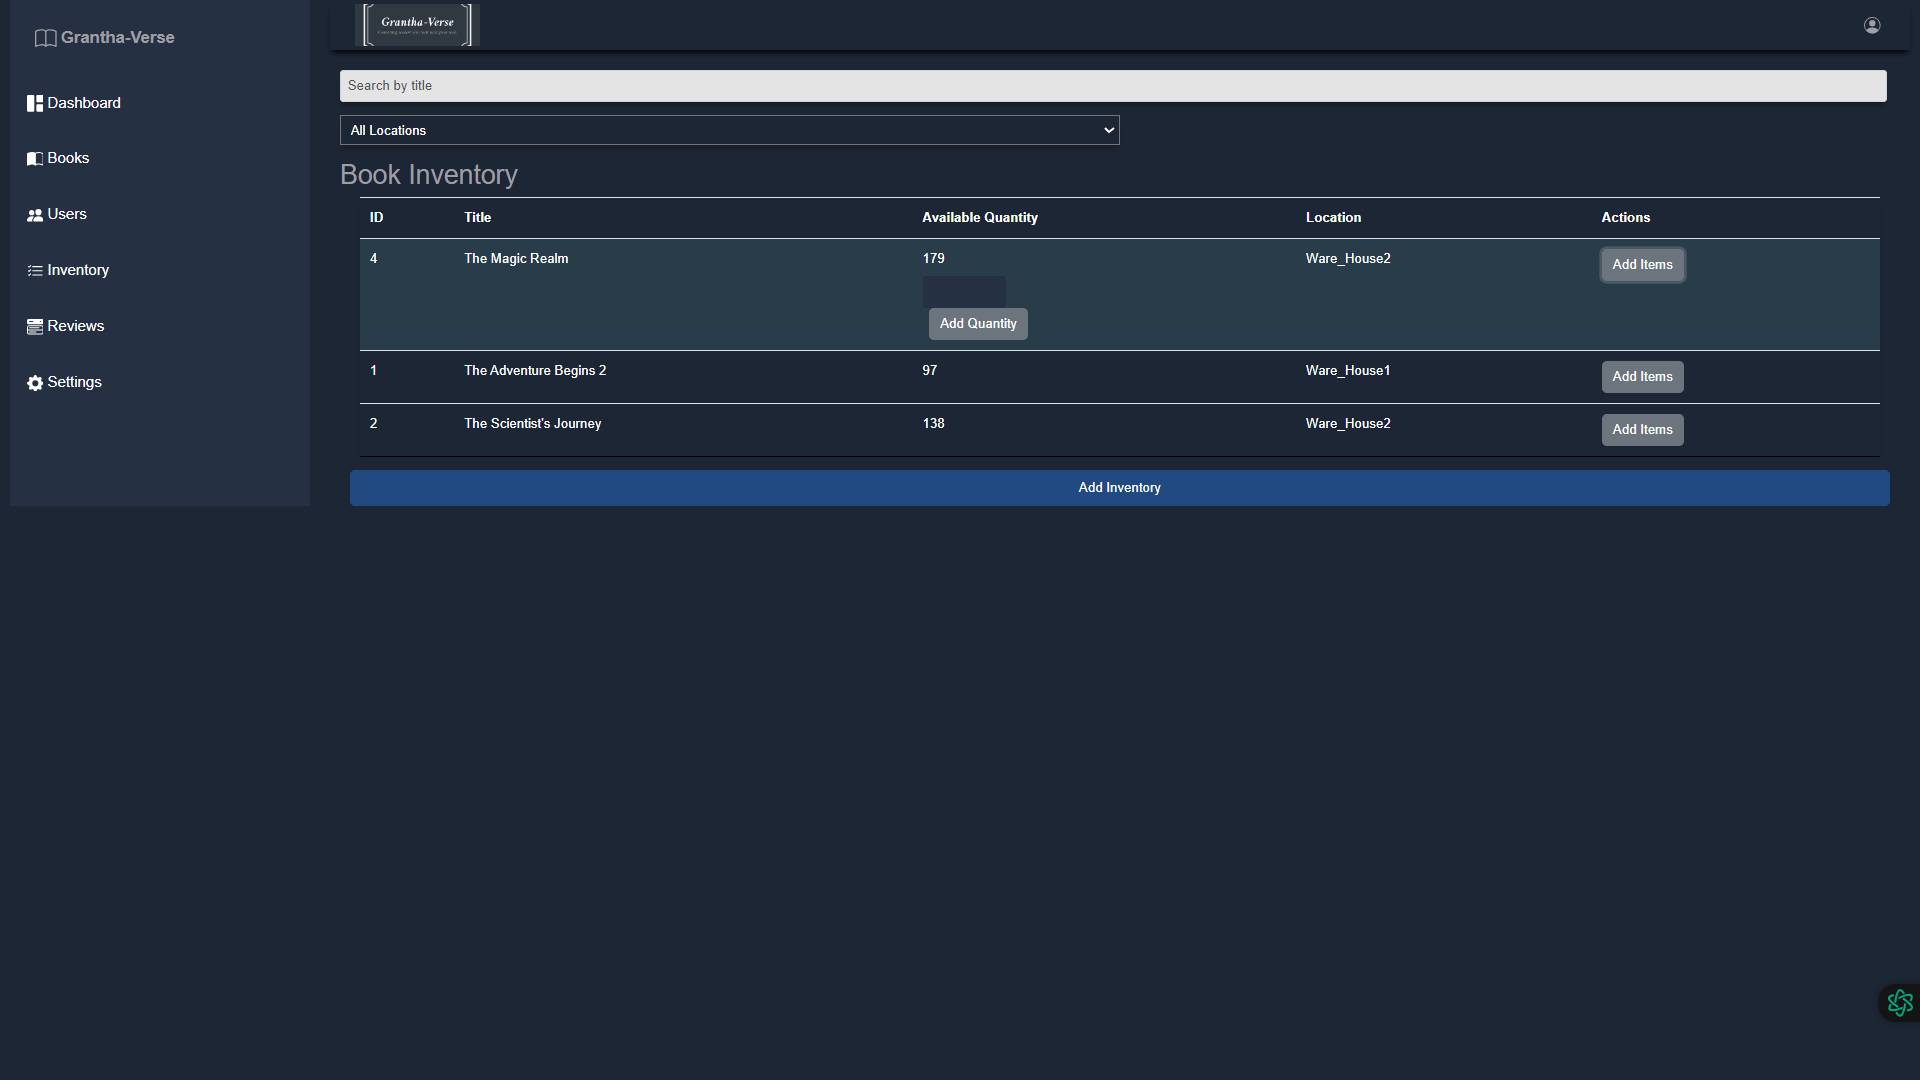 Grantha-Verse
Dashboard
Books
Users
Inventory
Reviews
Settings
Grantha-Verse
Search by title
All Locations
Book Inventory
ID Title Available Quantity Location Actions
4 The Magic Realm 179 Ware_House2 Add Items
Add Quantity
1 The Adventure Begins 2 97 Ware_House1 Add Items
2 The Scientist's Journey 138 Ware_House2 Add Items
Add Inventory